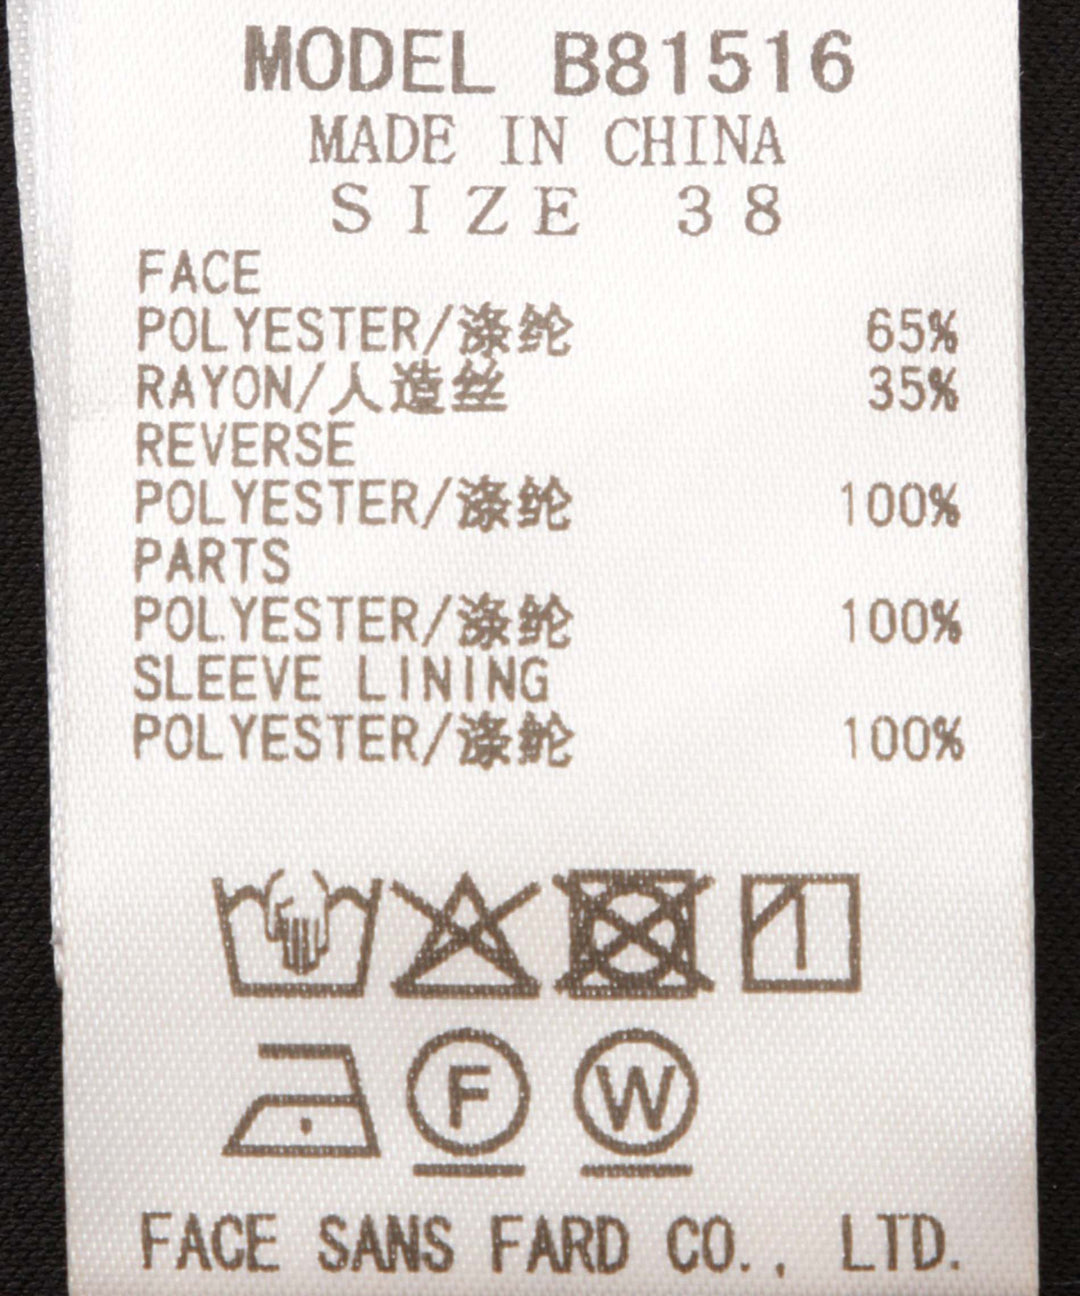 MODEL B81516
MADE IN CHINA
SIZE 38
FACE
POLYESTER/涤纶 65%
RAYON/人造丝 35%
REVERSE
POLYESTER/涤纶 100%
PARTS
POLYESTER/涤纶 100%
SLEEVE LINING
POLYESTER/涤纶 100%
F W
FACE SANS FARD CO., LTD.